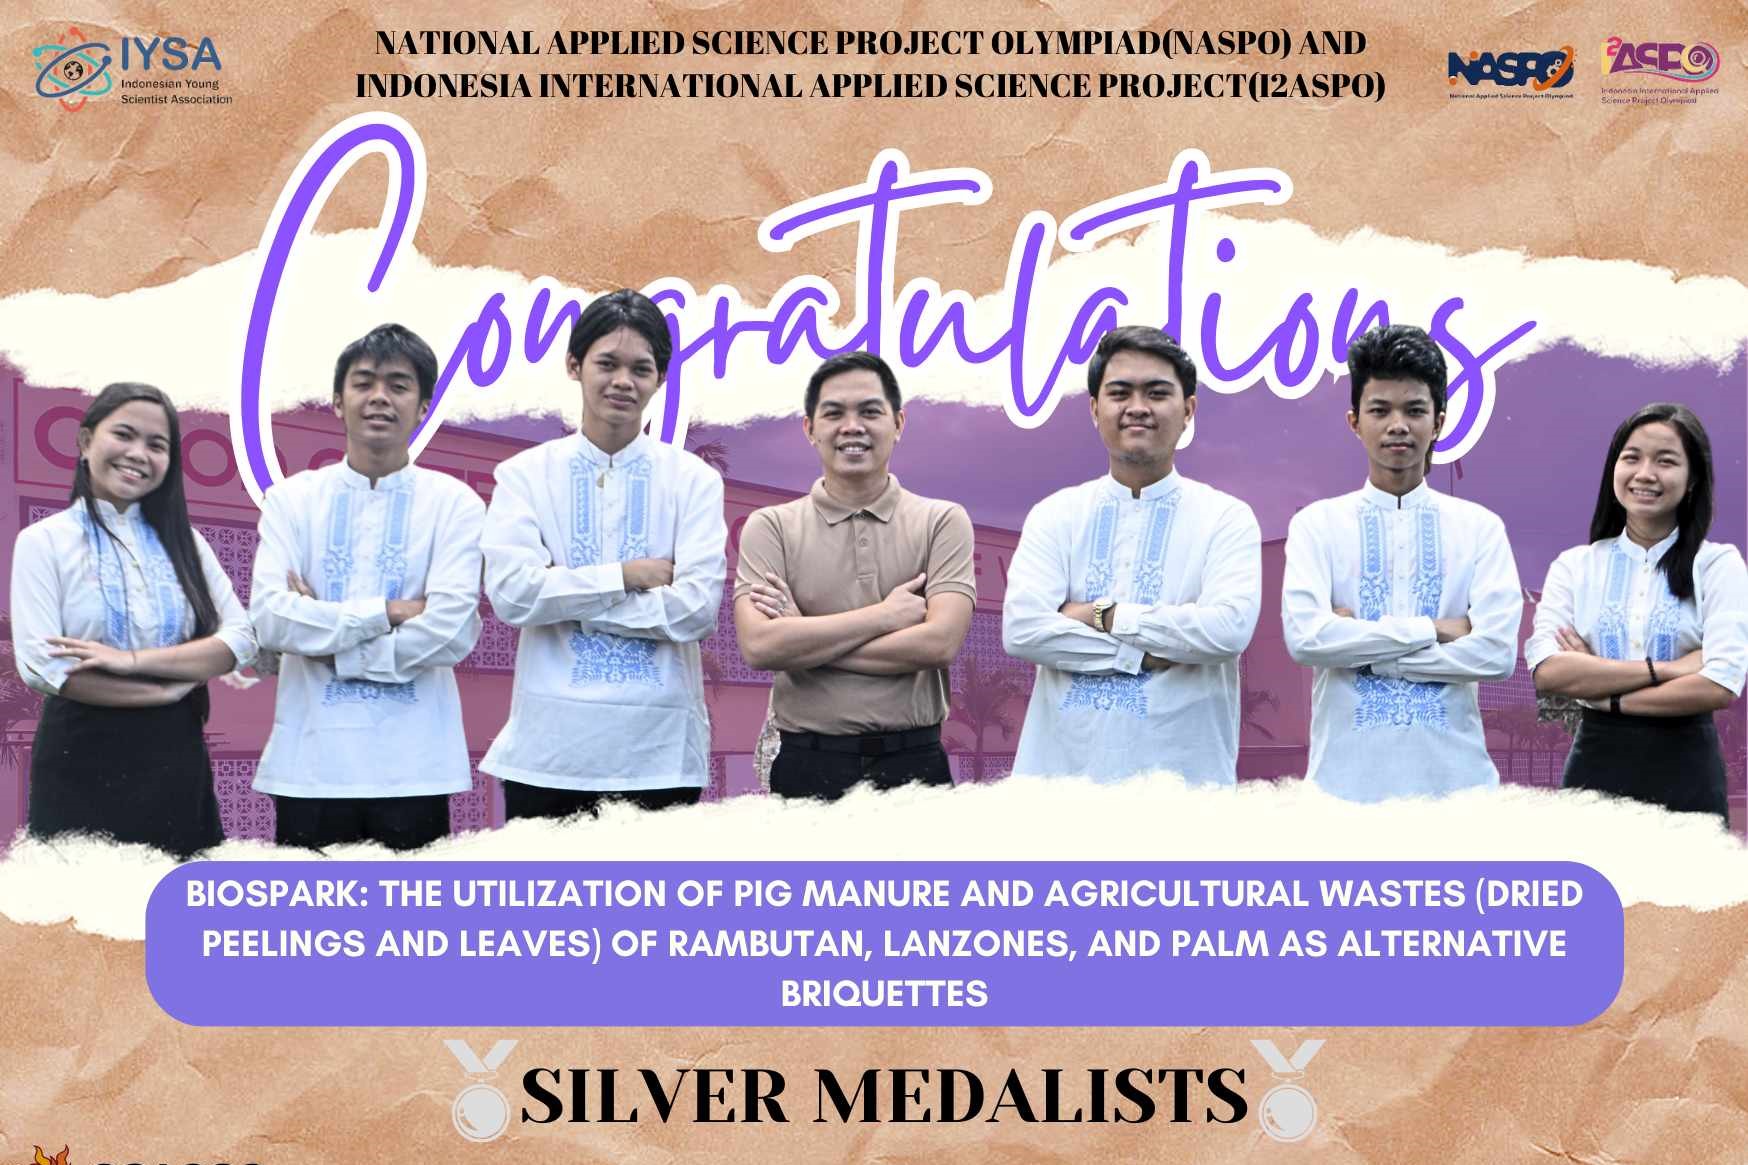 IYSA
Indonesian Young
Scientist Association
NATIONAL APPLIED SCIENCE PROJECT OLYMPIAD(NASPO) AND
INDONESIA INTERNATIONAL APPLIED SCIENCE PROJECT(I2ASPO)
NASPO
National Applied Science Project Olympiad
I2ASPO
Indonesia International Applied
Science Project Olympiad
Congratulations
BIOSPARK: THE UTILIZATION OF PIG MANURE AND AGRICULTURAL WASTES (DRIED
PEELINGS AND LEAVES) OF RAMBUTAN, LANZONES, AND PALM AS ALTERNATIVE
BRIQUETTES
SILVER MEDALISTS